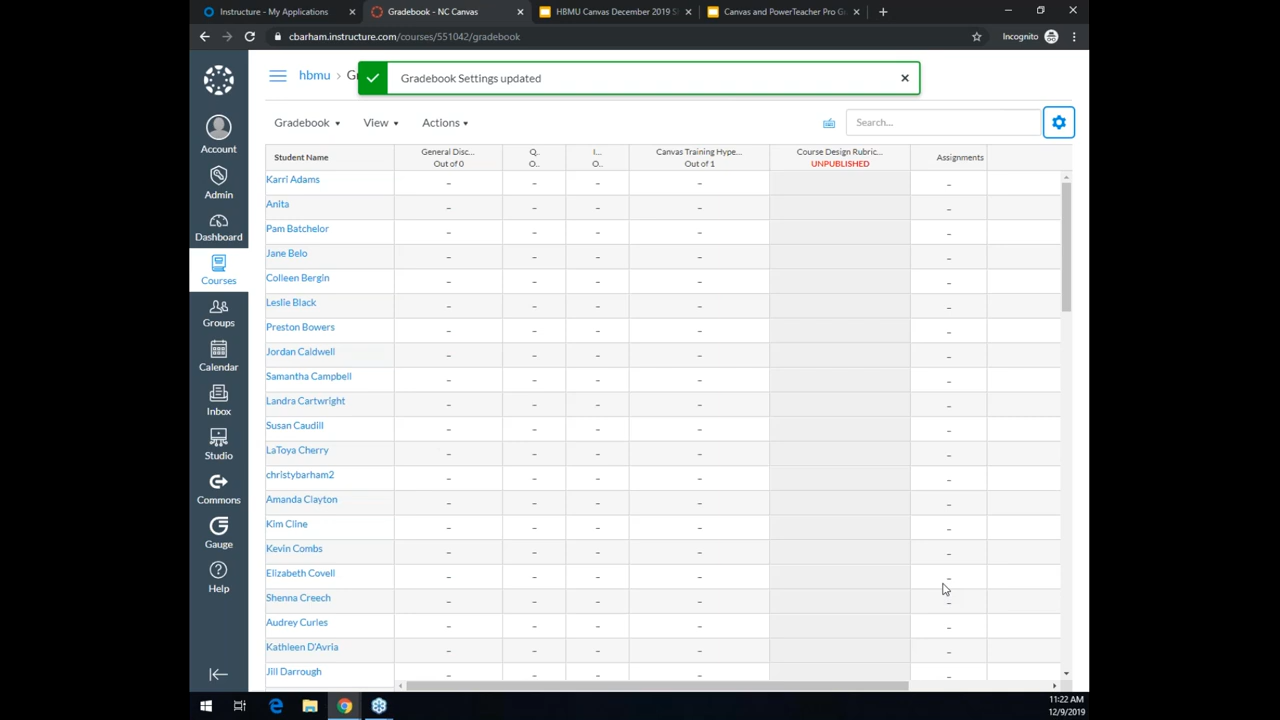 Instructure - My Applications
Gradebook - NC Canvas
HBMU Canvas December 2019 S
Canvas and PowerTeacher Pro G
cbarham.instructure.com/courses/551042/gradebook
Incognito
hbmu › Gr
Gradebook Settings updated
Gradebook
View
Actions
Search...
Student Name
General Disc...
Out of 0
Q..
O..
I...
O..
Canvas Training Hype...
Out of 1
Course Design Rubric...
UNPUBLISHED
Assignments
Karri Adams
Anita
Pam Batchelor
Jane Belo
Colleen Bergin
Leslie Black
Preston Bowers
Jordan Caldwell
Samantha Campbell
Landra Cartwright
Susan Caudill
LaToya Cherry
christybarham2
Amanda Clayton
Kim Cline
Kevin Combs
Elizabeth Covell
Shenna Creech
Audrey Curles
Kathleen D'Avria
Jill Darrough
Account
Admin
Dashboard
Courses
Groups
Calendar
Inbox
Studio
Commons
Gauge
Help
11:22 AM
12/9/2019